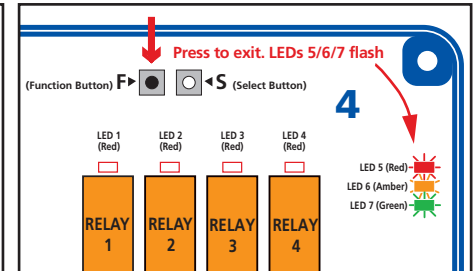 Press to exit. LEDs 5/6/7 flash
(Function Button) F S (Select Button)
4
LED 1 LED 2 LED 3 LED 4
(Red) (Red) (Red) (Red)
LED 5 (Red)
LED 6 (Amber)
LED 7 (Green)
RELAY RELAY RELAY RELAY
1 2 3 4